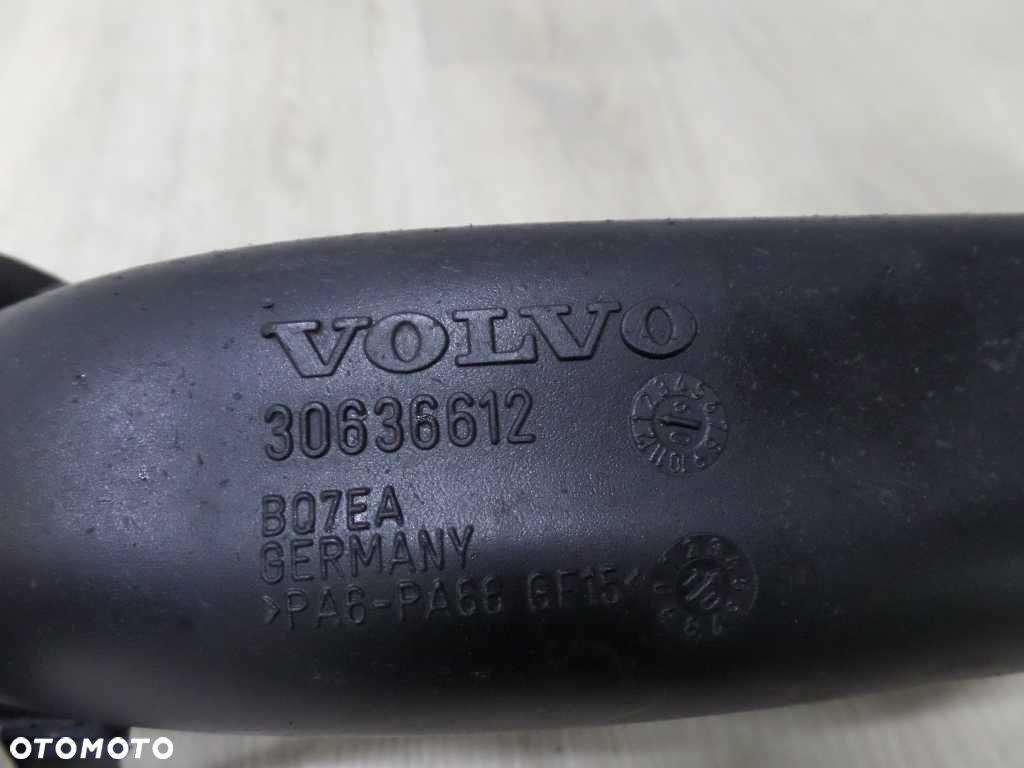 VOLVO
30636612
BQ7EA
GERMANY
>PA6-PA66 GF15<
OTOMOTO